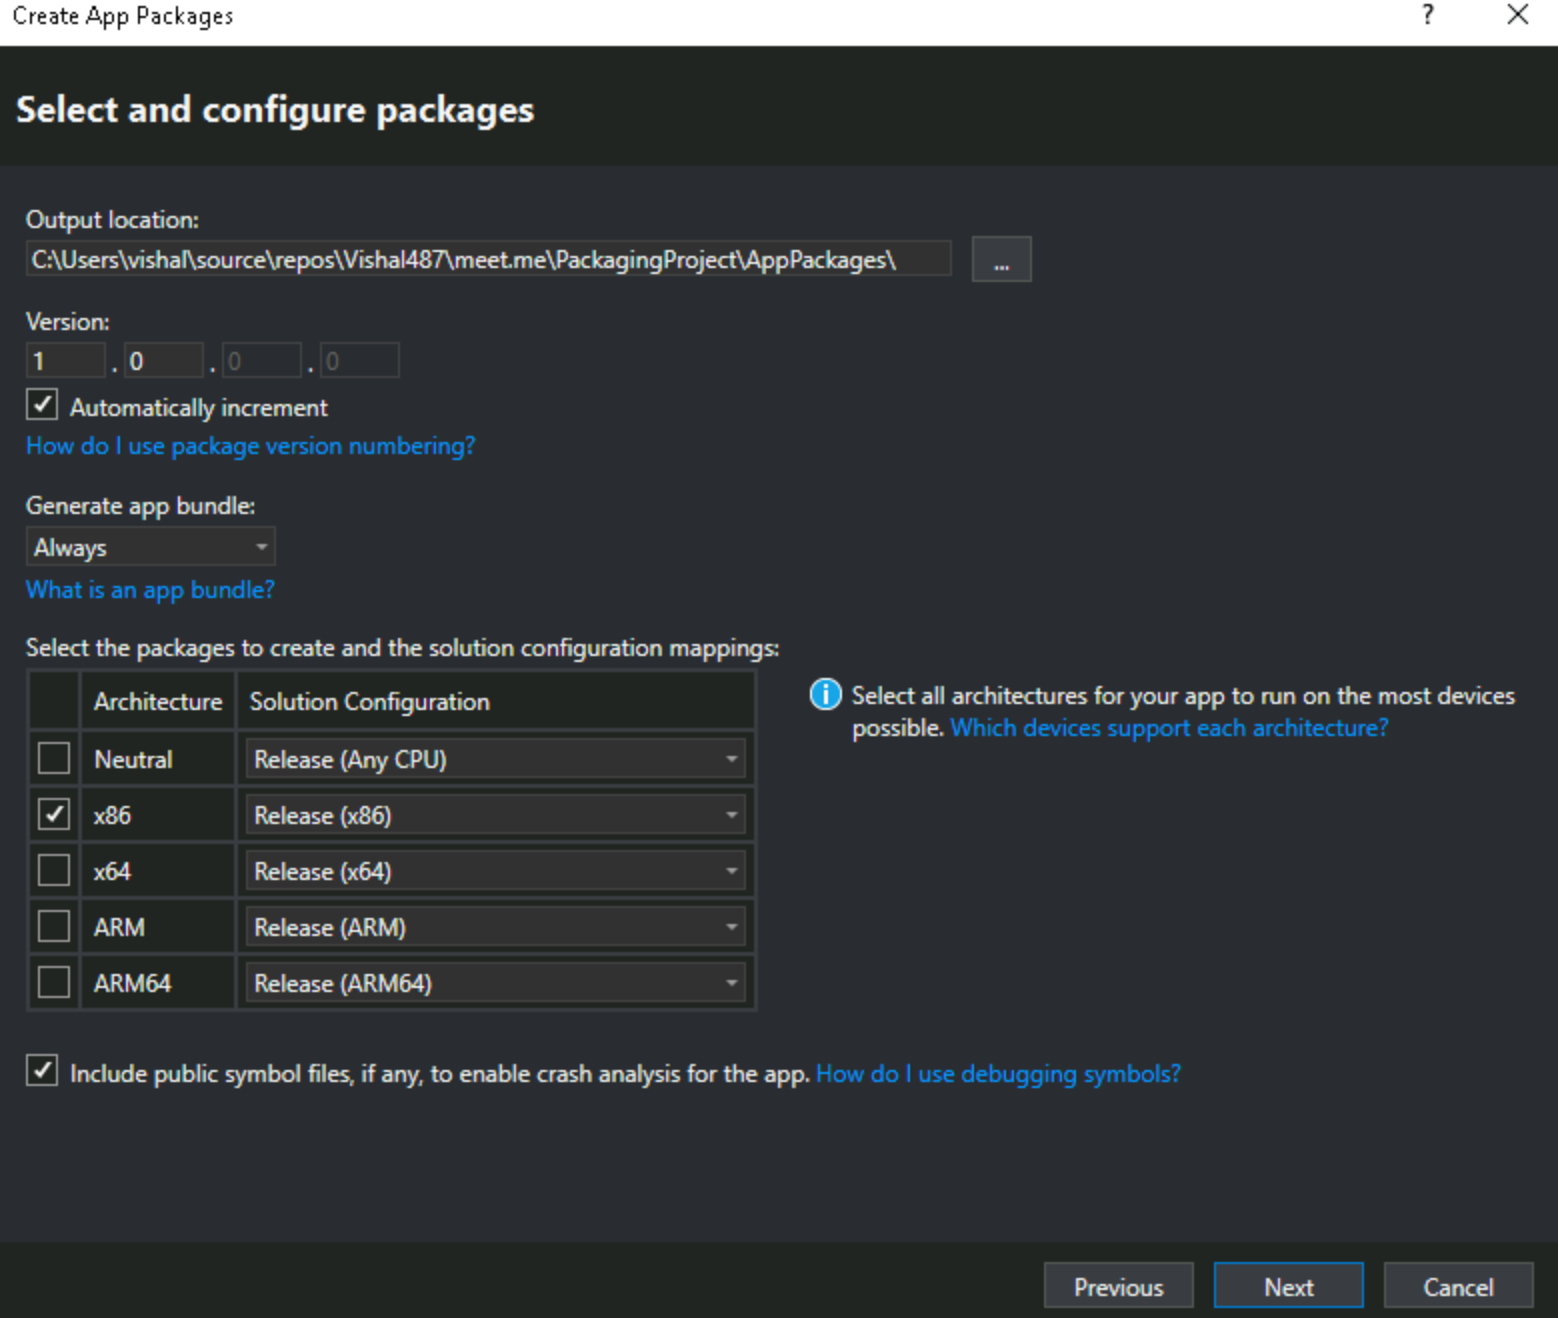 Create App Packages ?
Select and configure packages
Output location:
C:\Users\vishal\source\repos\Vishal487\meet.me\PackagingProject\AppPackages\ ...
Version:
1 . 0 . 0 . 0
Automatically increment
How do I use package version numbering?
Generate app bundle:
Always
What is an app bundle?
Select the packages to create and the solution configuration mappings:
Architecture Solution Configuration
Neutral Release (Any CPU)
x86 Release (x86)
x64 Release (x64)
ARM Release (ARM)
ARM64 Release (ARM64)
Select all architectures for your app to run on the most devices
possible. Which devices support each architecture?
Include public symbol files, if any, to enable crash analysis for the app. How do I use debugging symbols?
Previous Next Cancel